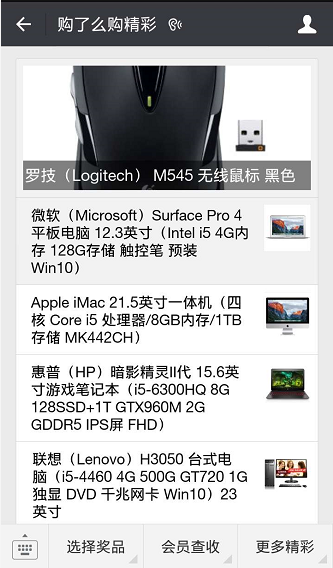 购了么购精彩
罗技（Logitech） M545 无线鼠标 黑色
微软（Microsoft）Surface Pro 4
平板电脑 12.3英寸（Intel i5 4G内
存 128G存储 触控笔 预装
Win10）
Apple iMac 21.5英寸一体机（四
核 Core i5 处理器/8GB内存/1TB
存储 MK442CH）
惠普（HP）暗影精灵II代 15.6英
寸游戏笔记本（i5-6300HQ 8G
128SSD+1T GTX960M 2G
GDDR5 IPS屏 FHD）
联想（Lenovo）H3050 台式电
脑（i5-4460 4G 500G GT720 1G
独显 DVD 千兆网卡 Win10）23
英寸
选择奖品
会员查收
更多精彩